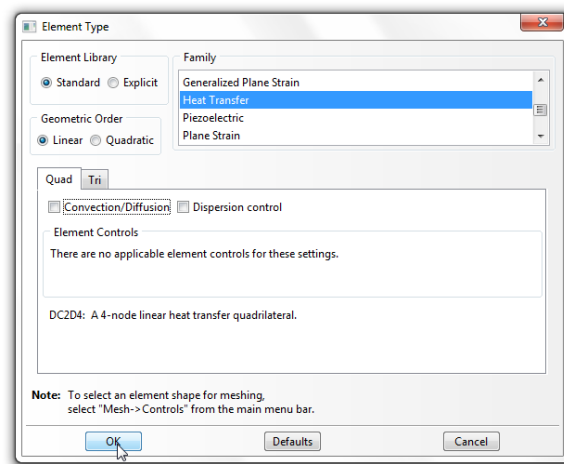 Element Type
Element Library
Standard Explicit
Geometric Order
Linear Quadratic
Family
Generalized Plane Strain
Heat Transfer
Piezoelectric
Plane Strain
Quad Tri
Convection/Diffusion Dispersion control
Element Controls
There are no applicable element controls for these settings.
DC2D4: A 4-node linear heat transfer quadrilateral.
Note: To select an element shape for meshing,
select "Mesh->Controls" from the main menu bar.
OK Defaults Cancel